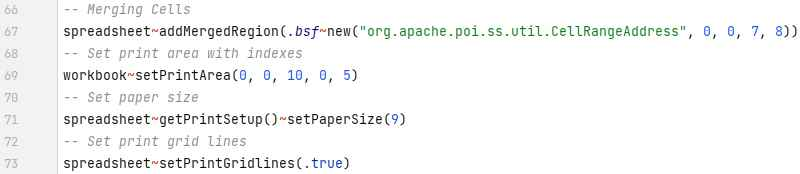 66 -- Merging Cells
67 spreadsheet~addMergedRegion(.bsf~new("org.apache.poi.ss.util.CellRangeAddress", 0, 0, 7, 8))
68 -- Set print area with indexes
69 workbook~setPrintArea(0, 0, 10, 0, 5)
70 -- Set paper size
71 spreadsheet~getPrintSetup()~setPaperSize(9)
72 -- Set print grid lines
73 spreadsheet~setPrintGridlines(.true)